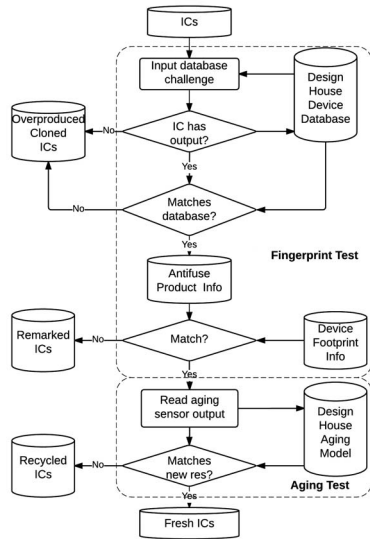 ICs
Input database
challenge
Design
House
Device
Database
Overproduced
Cloned
ICs
No
IC has
output?
Yes
No
Matches
database?
Yes
Fingerprint Test
Antifuse
Product Info
Remarked
ICs
No
Match?
Device
Footprint
Info
Yes
Read aging
sensor output
Design
House
Aging
Model
Recycled
ICs
No
Matches
new res?
Aging Test
Yes
Fresh ICs